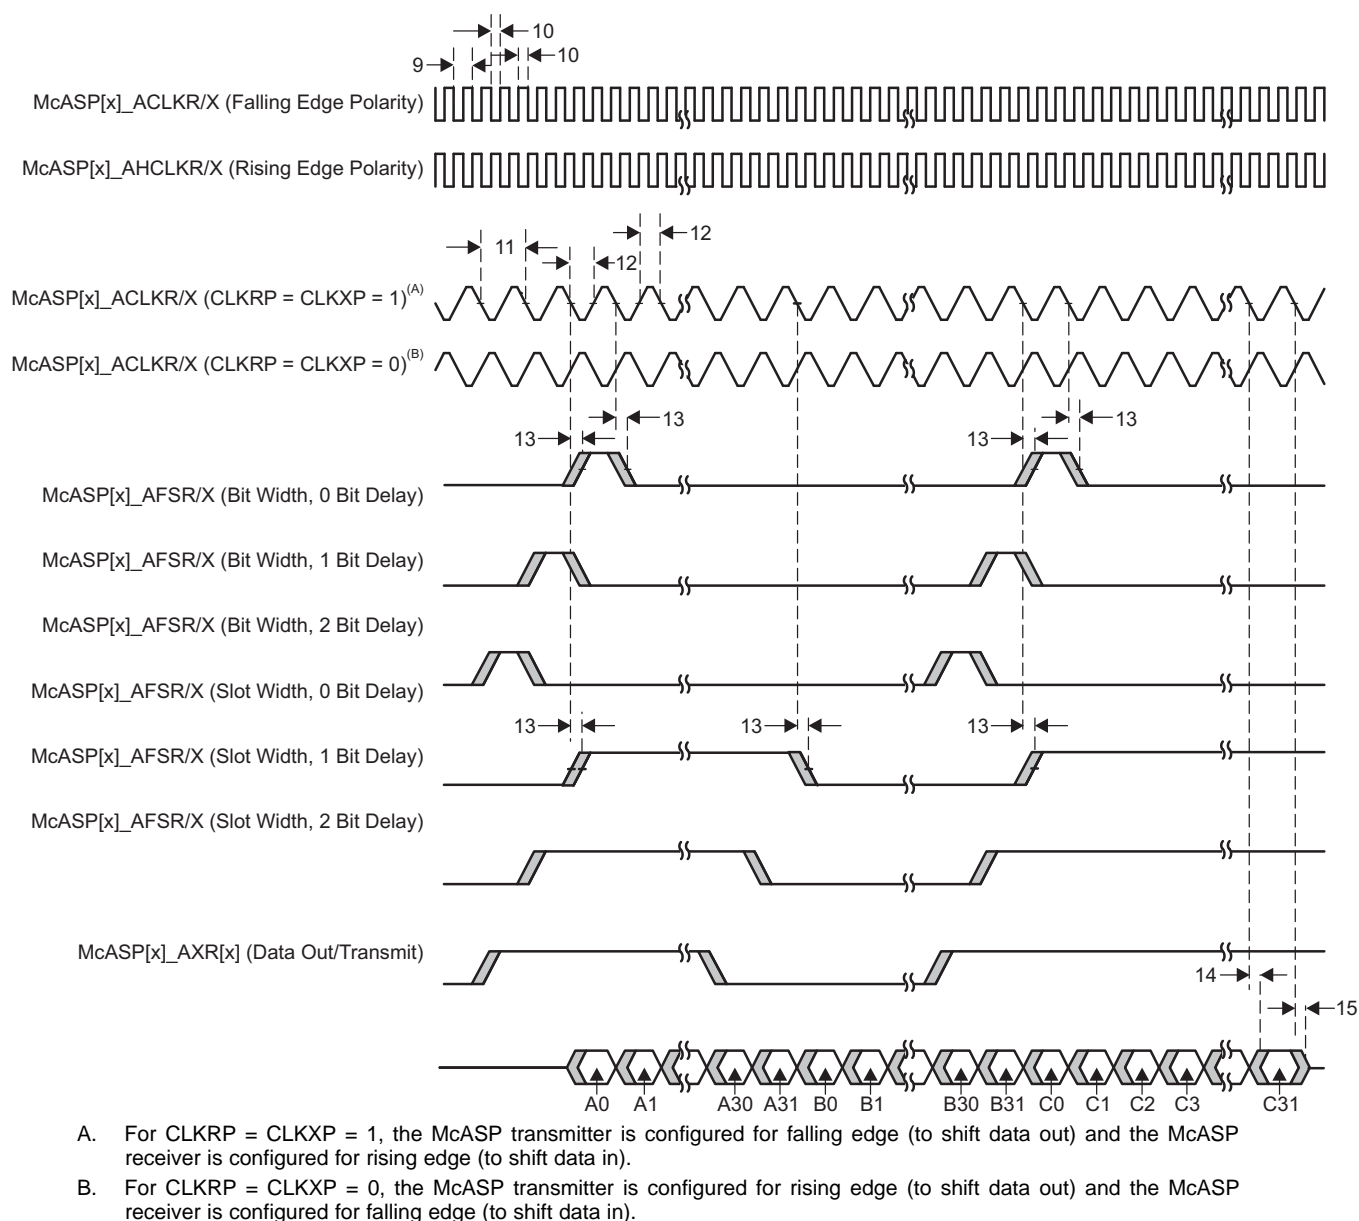 10
9
10
McASP[x]_ACLKR/X (Falling Edge Polarity)
McASP[x]_AHCLKR/X (Rising Edge Polarity)
12
11
12
McASP[x]_ACLKR/X (CLKRP = CLKXP = 1)(A)
McASP[x]_ACLKR/X (CLKRP = CLKXP = 0)(B)
13 13
13 13
McASP[x]_AFSR/X (Bit Width, 0 Bit Delay)
McASP[x]_AFSR/X (Bit Width, 1 Bit Delay)
McASP[x]_AFSR/X (Bit Width, 2 Bit Delay)
McASP[x]_AFSR/X (Slot Width, 0 Bit Delay)
13 13 13
McASP[x]_AFSR/X (Slot Width, 1 Bit Delay)
McASP[x]_AFSR/X (Slot Width, 2 Bit Delay)
McASP[x]_AXR[x] (Data Out/Transmit)
14
15
A0 A1 A30 A31 B0 B1 B30 B31 C0 C1 C2 C3 C31
A. For CLKRP = CLKXP = 1, the McASP transmitter is configured for falling edge (to shift data out) and the McASP
receiver is configured for rising edge (to shift data in).
B. For CLKRP = CLKXP = 0, the McASP transmitter is configured for rising edge (to shift data out) and the McASP
receiver is configured for falling edge (to shift data in).